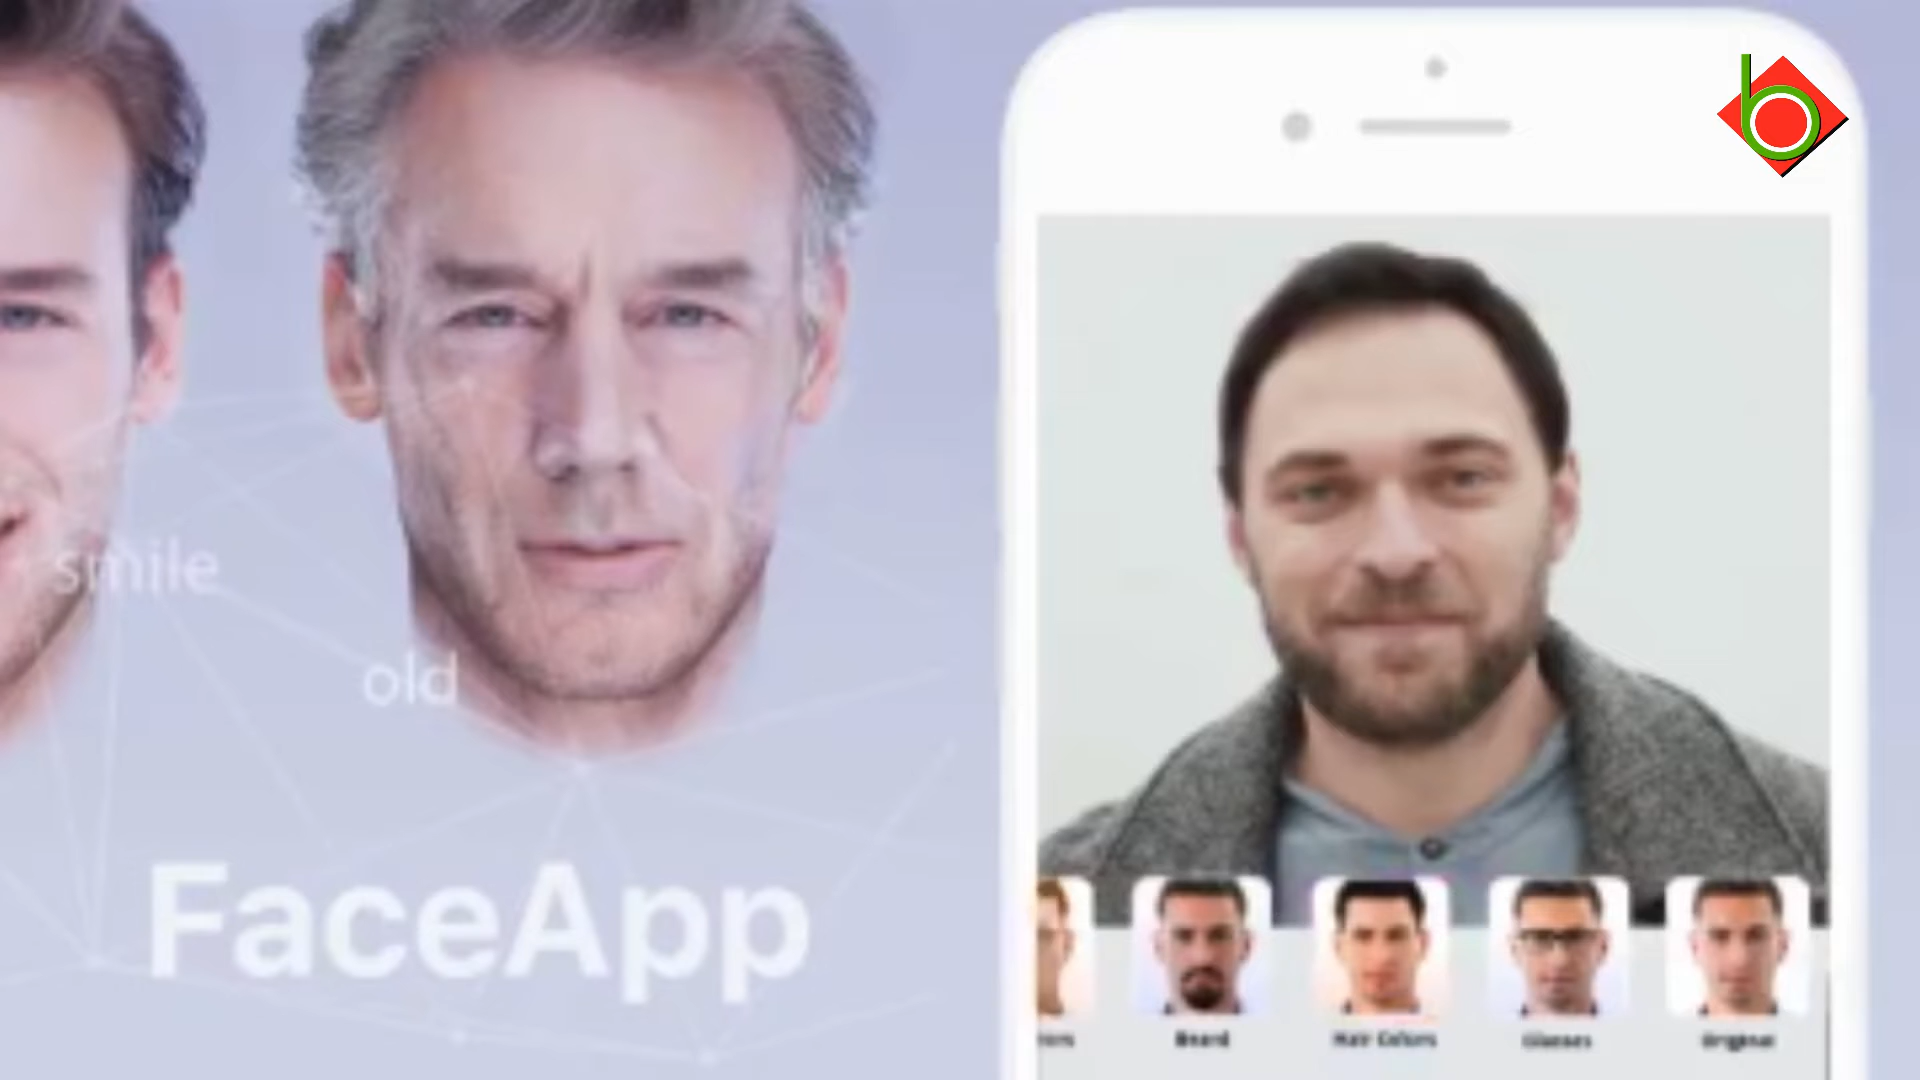 smile
old
FaceApp
Beard
Hair Colors
Glasses
Original